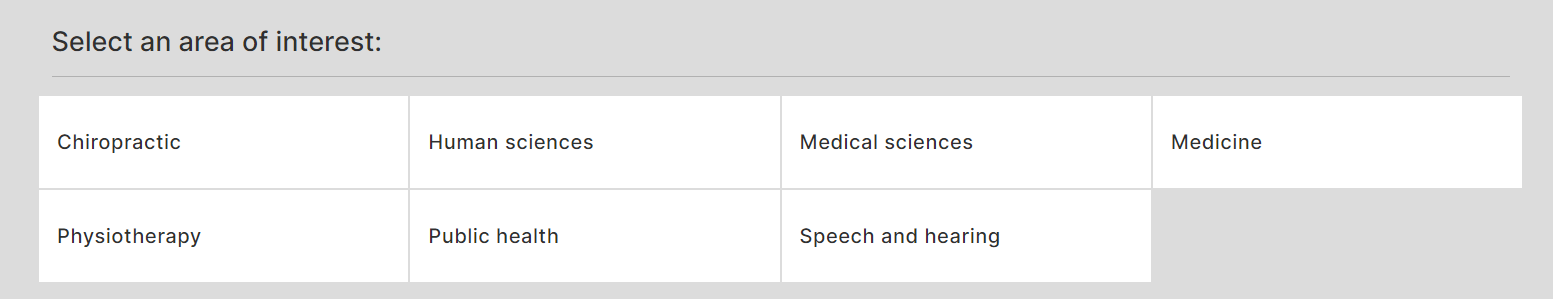 Select an area of interest:
Chiropractic
Human sciences
Medical sciences
Medicine
Physiotherapy
Public health
Speech and hearing